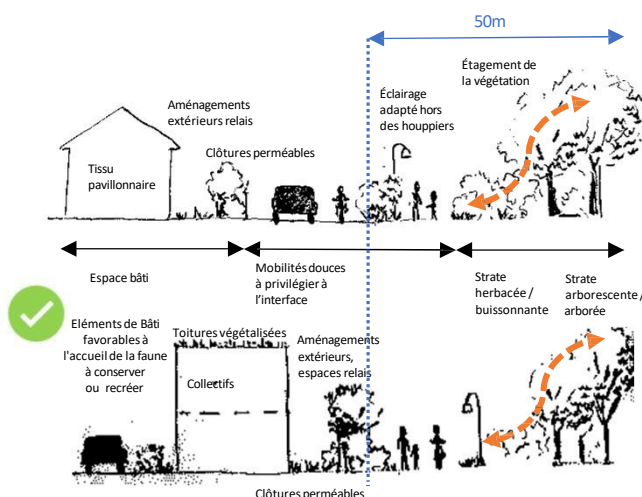 50m
Étagement de
la végétation
Éclairage
adapté hors
des houppiers
Aménagements
extérieurs relais
Clôtures perméables
Tissu
pavillonnaire
Espace bâti
Mobilités douces
à privilégier à
l'interface
Strate
herbacée /
buissonnante
Strate
arborescente /
arborée
Eléments de Bâti
favorables à
l'accueil de la faune
à conserver
ou recréer
Toitures végétalisées
Collectifs
Aménagements
extérieurs,
espaces relais
Clôtures perméables